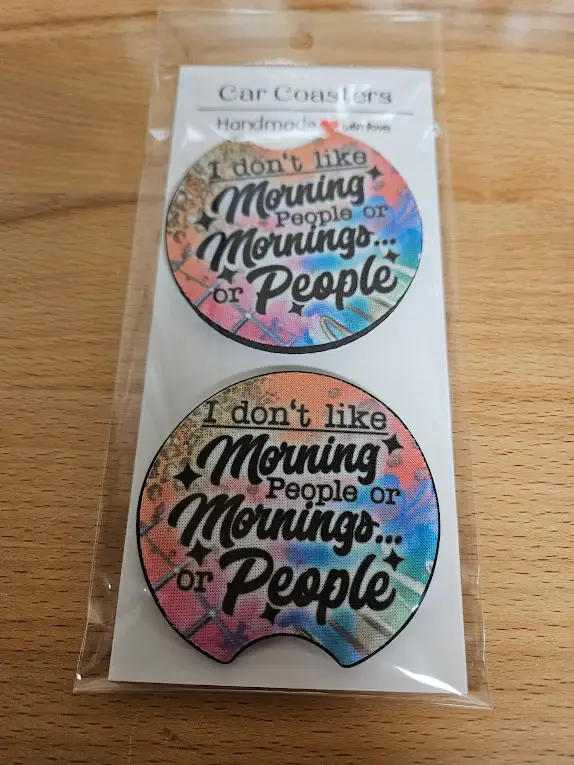 Car Coasters
Handmade with love
I don't like
Morning
People or
Mornings...
or People
I don't like
Morning
People or
Mornings...
or People